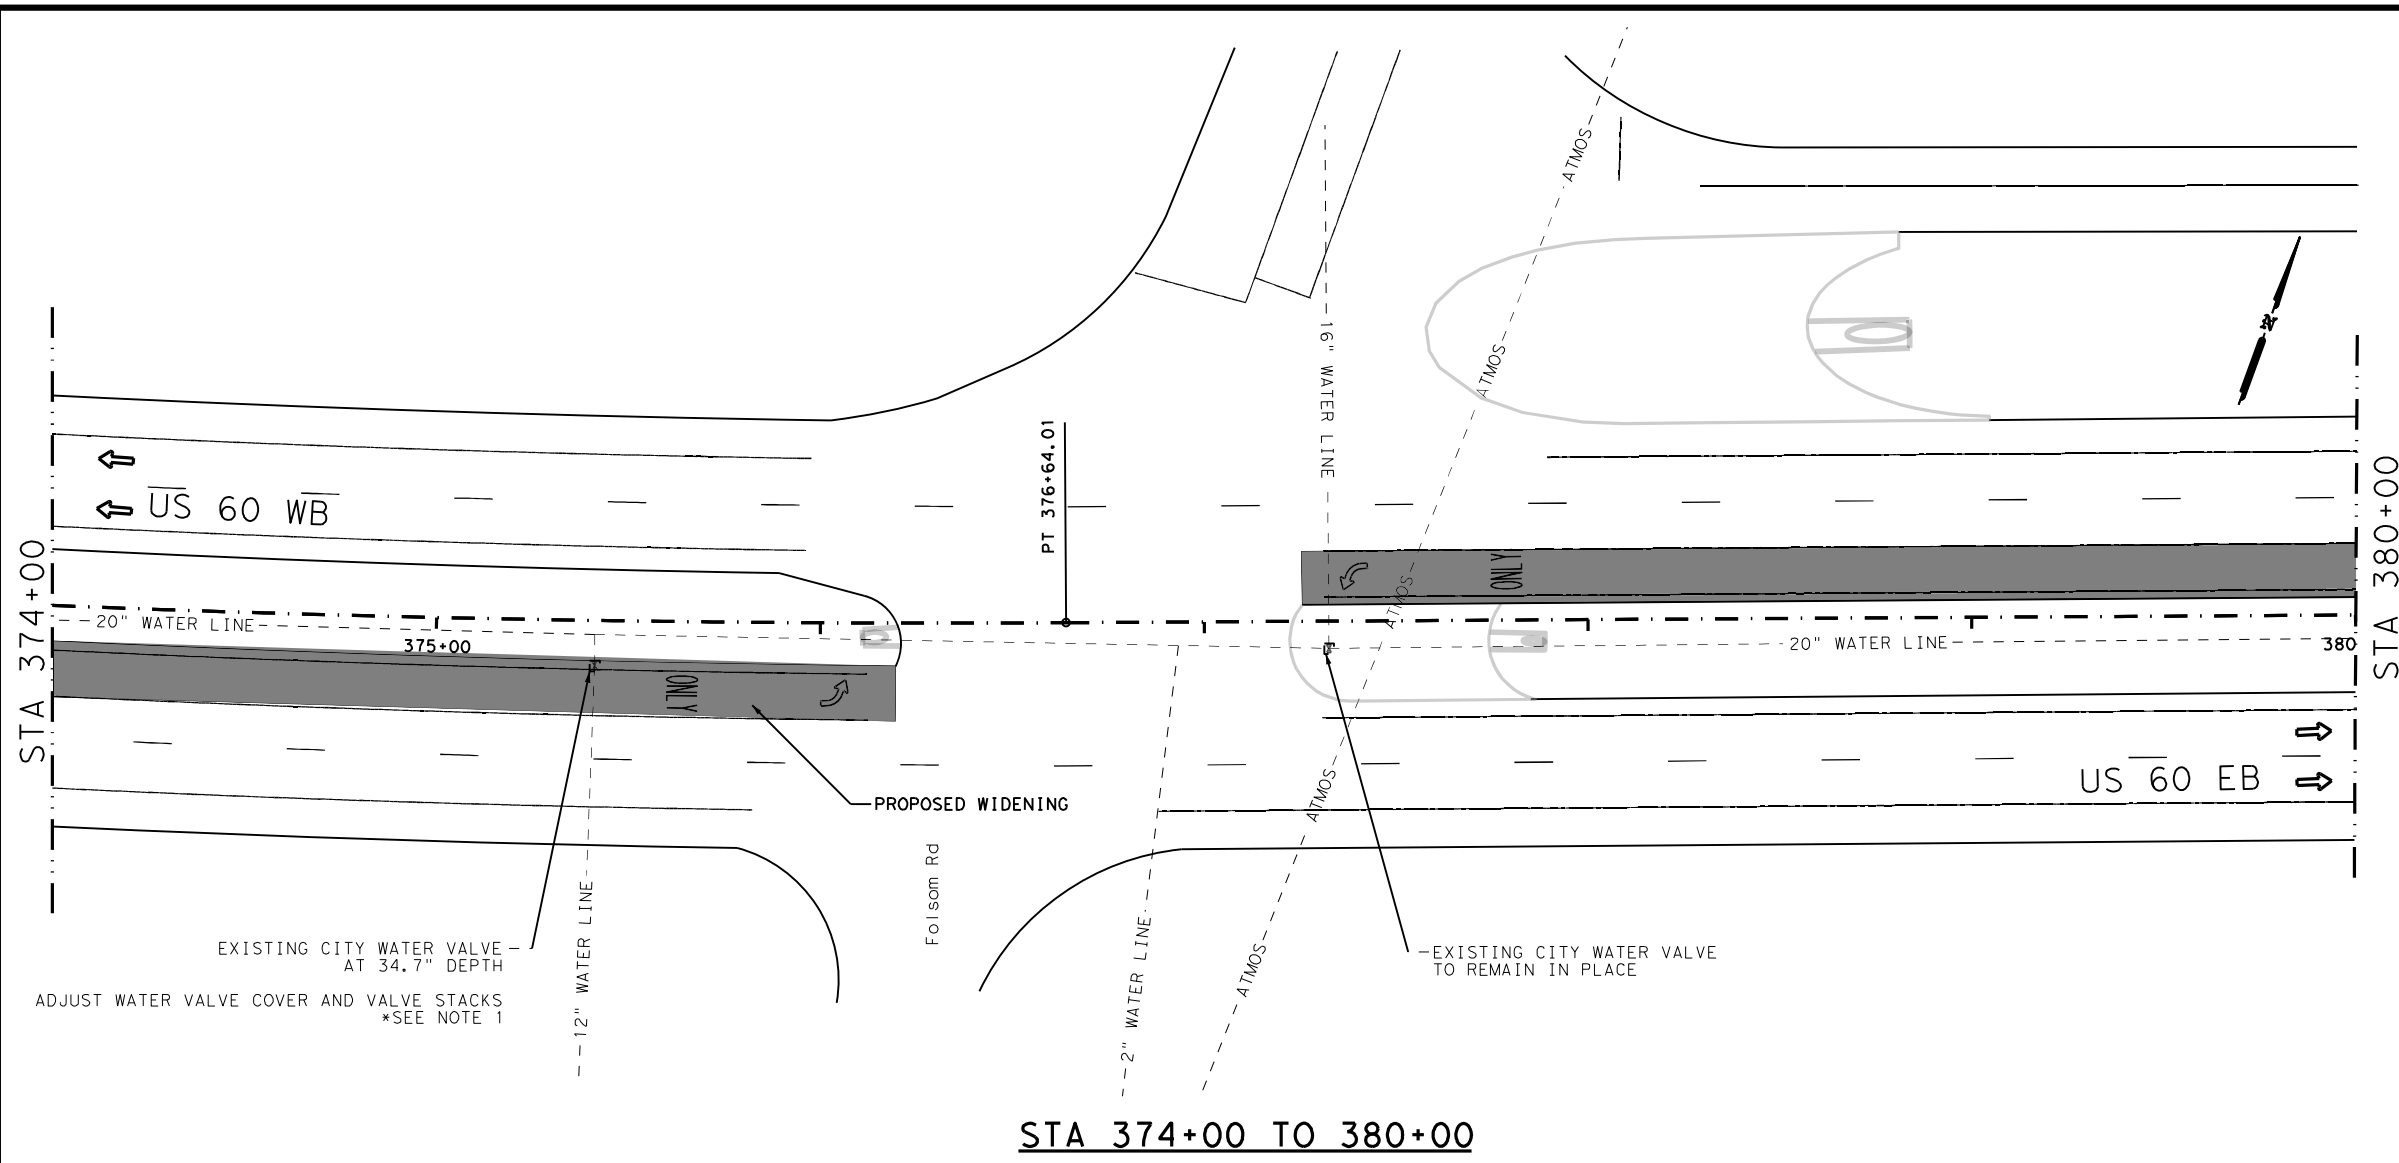 ATMOS
16" WATER LINE
ATMOS
N
PT 376+64.01
US 60 WB
STA 374+00
STA 380+00
ONLY
ATMOS
20" WATER LINE
375+00
20" WATER LINE
380
ONLY
US 60 EB
PROPOSED WIDENING
ATMOS
Folsom Rd
12" WATER LINE
2" WATER LINE
ATMOS
EXISTING CITY WATER VALVE
AT 34.7" DEPTH
ADJUST WATER VALVE COVER AND VALVE STACKS
*SEE NOTE 1
EXISTING CITY WATER VALVE
TO REMAIN IN PLACE
STA 374+00 TO 380+00